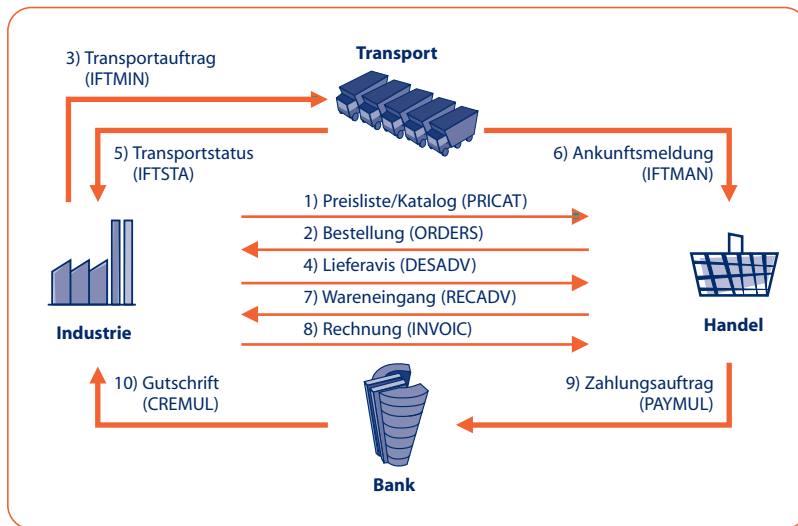 Transport
3) Transportauftrag
(IFTMIN)
5) Transportstatus
(IFTSTA)
6) Ankunftsmeldung
(IFTMAN)
1) Preisliste/Katalog (PRICAT)
2) Bestellung (ORDERS)
4) Lieferavis (DESADV)
7) Wareneingang (RECADV)
8) Rechnung (INVOIC)
Industrie
Handel
10) Gutschrift
(CREMUL)
9) Zahlungsauftrag
(PAYMUL)
Bank